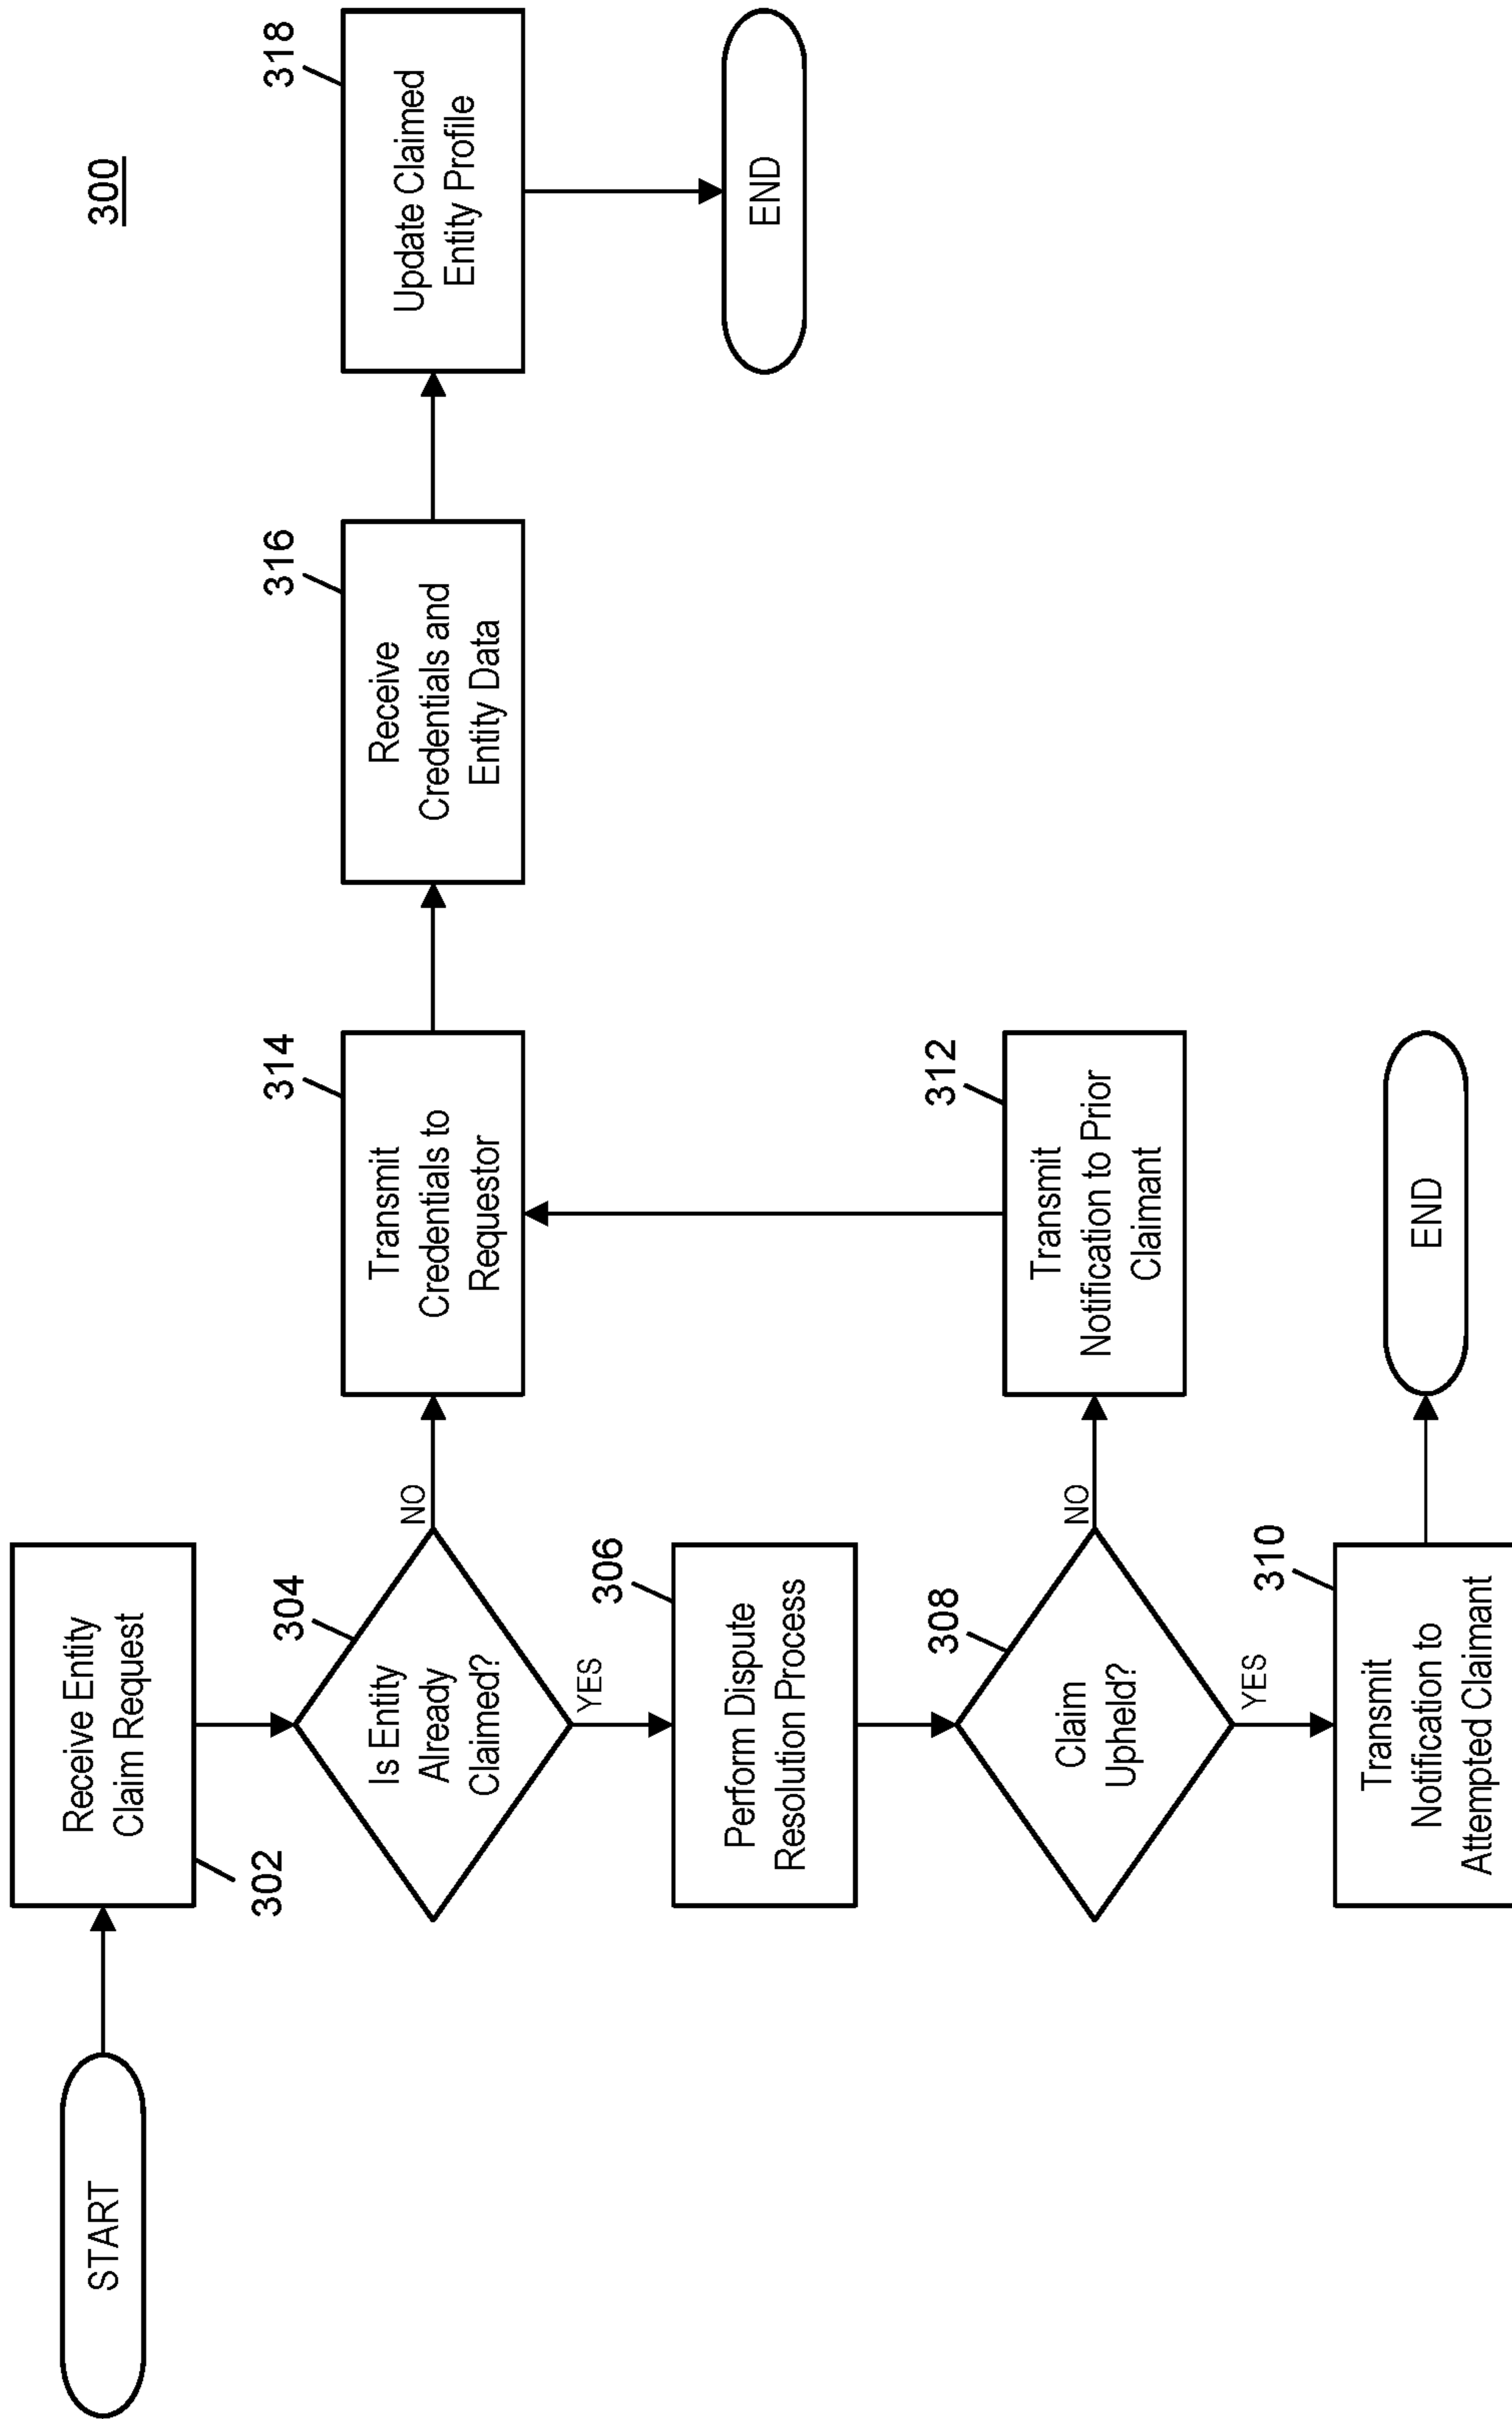 300
START
Receive Entity
Claim Request
302
304
Is Entity
Already
Claimed?
NO
YES
306
Perform Dispute
Resolution Process
308
Claim
Upheld?
NO
YES
310
Transmit
Notification to
Attempted Claimant
END
312
Transmit
Notification to Prior
Claimant
314
Transmit
Credentials to
Requestor
316
Receive
Credentials and
Entity Data
318
Update Claimed
Entity Profile
END